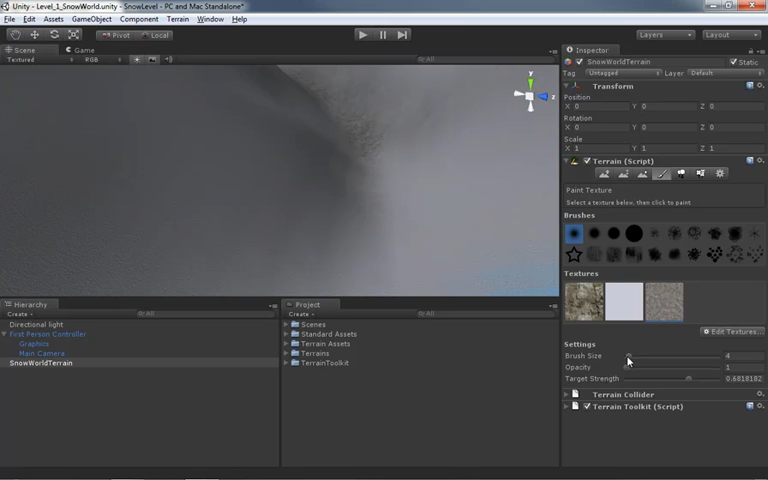 Unity - Level_1_SnowWorld.unity - SnowLevel - PC and Mac Standalone*
File Edit Assets GameObject Component Terrain Window Help
Pivot Local Layers Layout
Scene Game
Textured RGB All
y
z
Inspector
SnowWorldTerrain Static
Tag Untagged Layer Default
Transform
Position
X 0 Y 0 Z 0
Rotation
X 0 Y 0 Z 0
Scale
X 1 Y 1 Z 1
Terrain (Script)
Paint Texture
Select a texture below, then click to paint
Brushes
Textures
Edit Textures...
Settings
Brush Size 4
Opacity 1
Target Strength 0.6818182
Terrain Collider
Terrain Toolkit (Script)
Hierarchy
Create All
Directional light
First Person Controller
Graphics
Main Camera
SnowWorldTerrain
Project
Create All
Scenes
Standard Assets
Terrain Assets
Terrains
TerrainToolkit